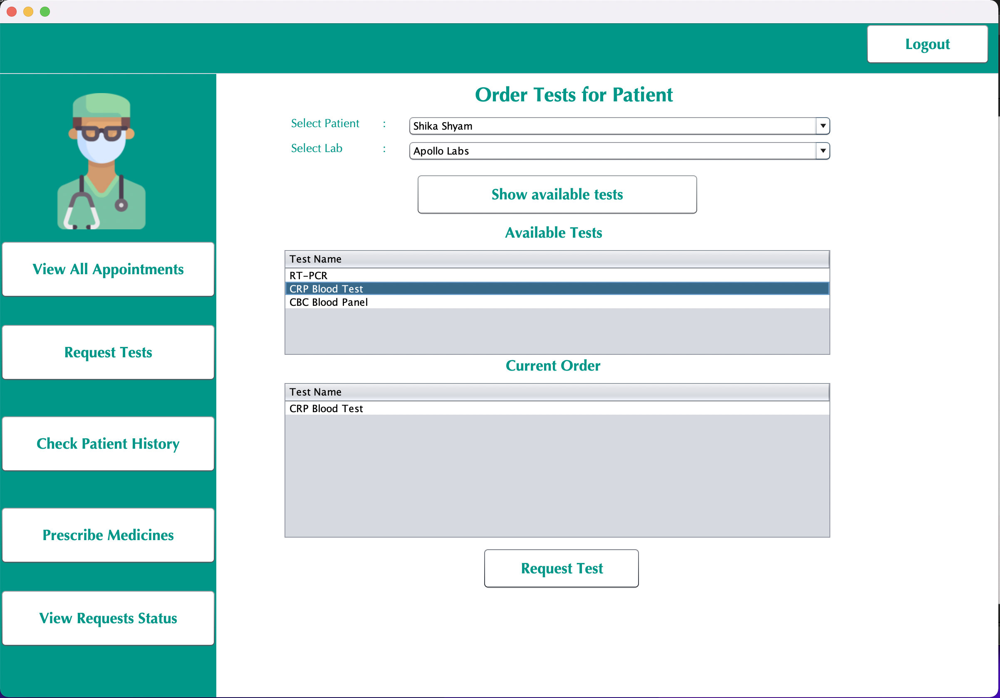 Logout
View All Appointments
Request Tests
Check Patient History
Prescribe Medicines
View Requests Status
Order Tests for Patient
Select Patient : Shika Shyam
Select Lab : Apollo Labs
Show available tests
Available Tests
Test Name
RT-PCR
CRP Blood Test
CBC Blood Panel
Current Order
Test Name
CRP Blood Test
Request Test